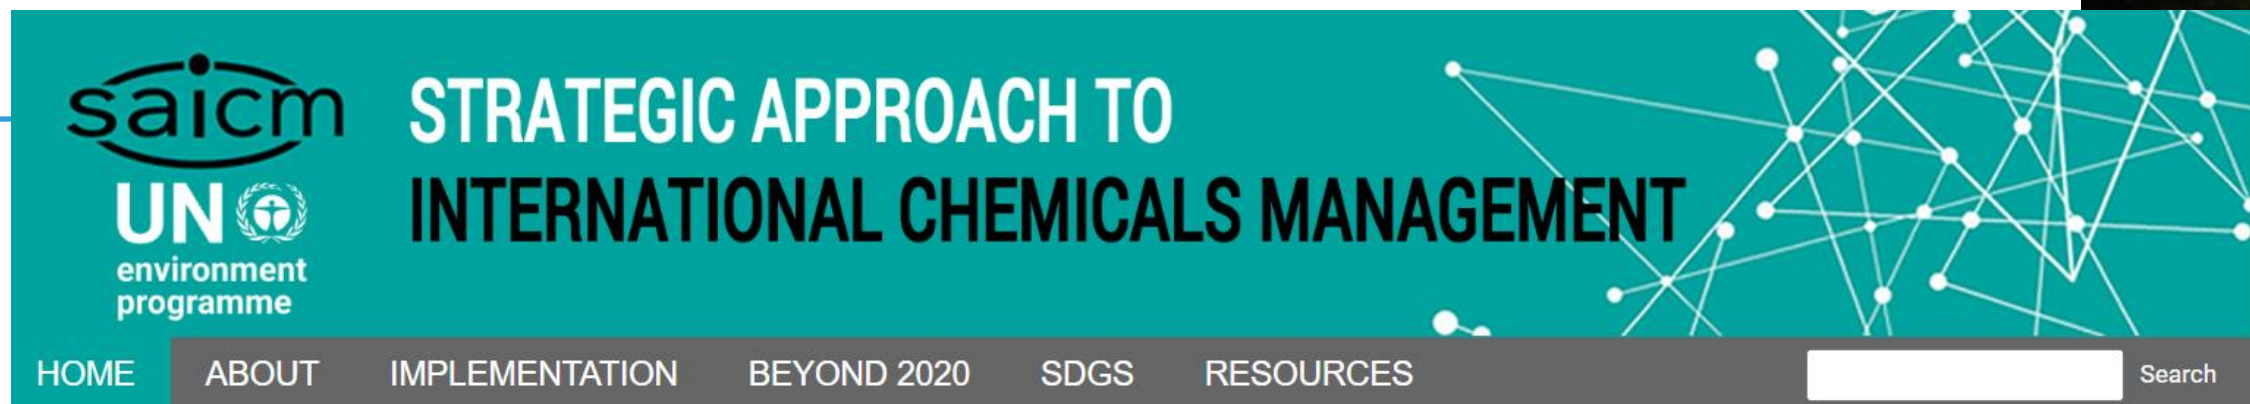 saicm
UN
environment
programme
STRATEGIC APPROACH TO
INTERNATIONAL CHEMICALS MANAGEMENT
HOME ABOUT IMPLEMENTATION BEYOND 2020 SDGS RESOURCES Search